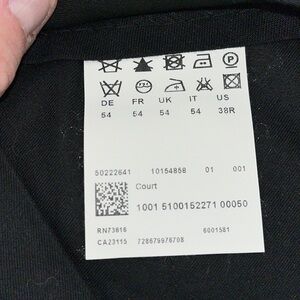 P
DE FR UK IT US
54 54 54 54 38R
50222641 10154858 01 001
Court
1001 5100152271 00050
RN73616 6001581
CA23115 728679976708